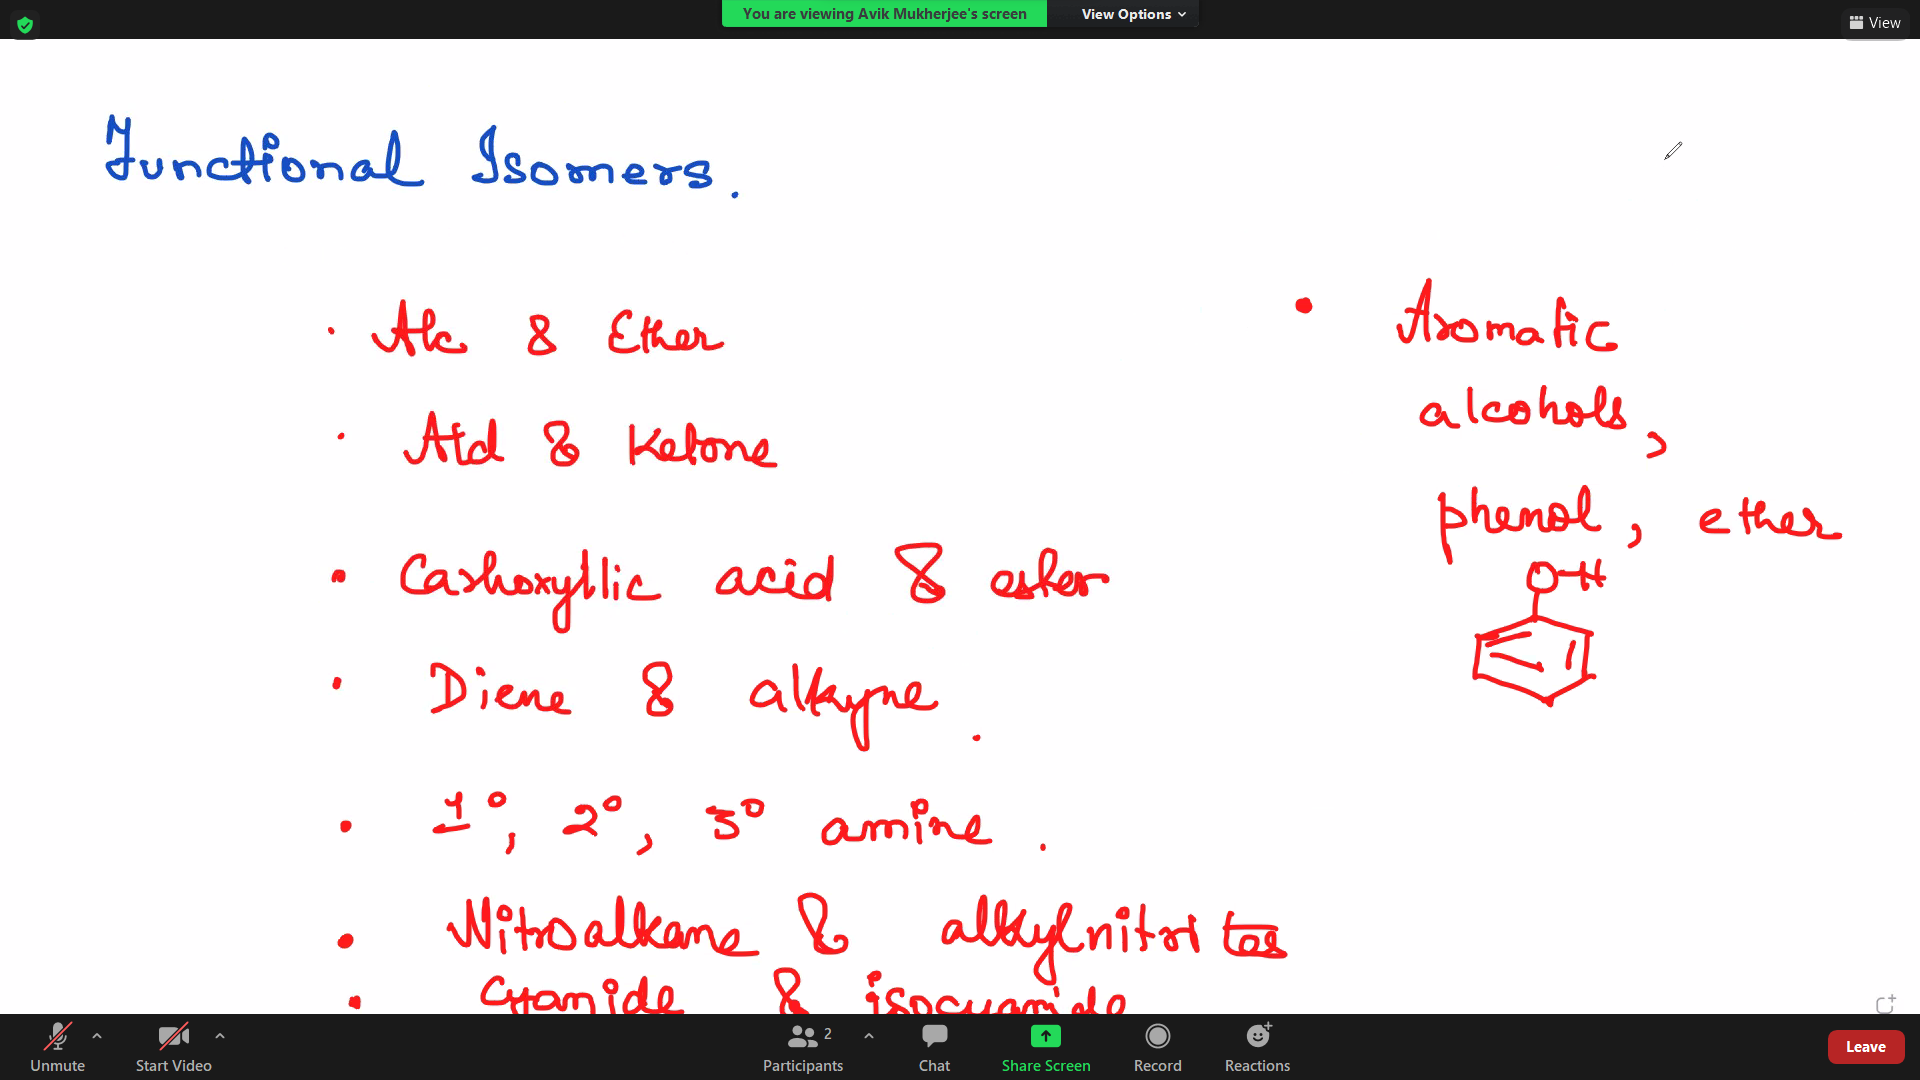 You are viewing Avik Mukherjee's screen
View Options
View
Functional Isomers.
· Alc & Ether
· Ald & Ketone
• Carboxyllic acid & ester
• Diene & alkyne.
• 1°, 2°, 3° amine.
• Nitroalkane & alkylnitrites
• Cyanide & isocyanide
• Aromatic
alcohols,
phenol, ether
O-H
Unmute
Start Video
Participants
2
Chat
Share Screen
Record
Reactions
Leave